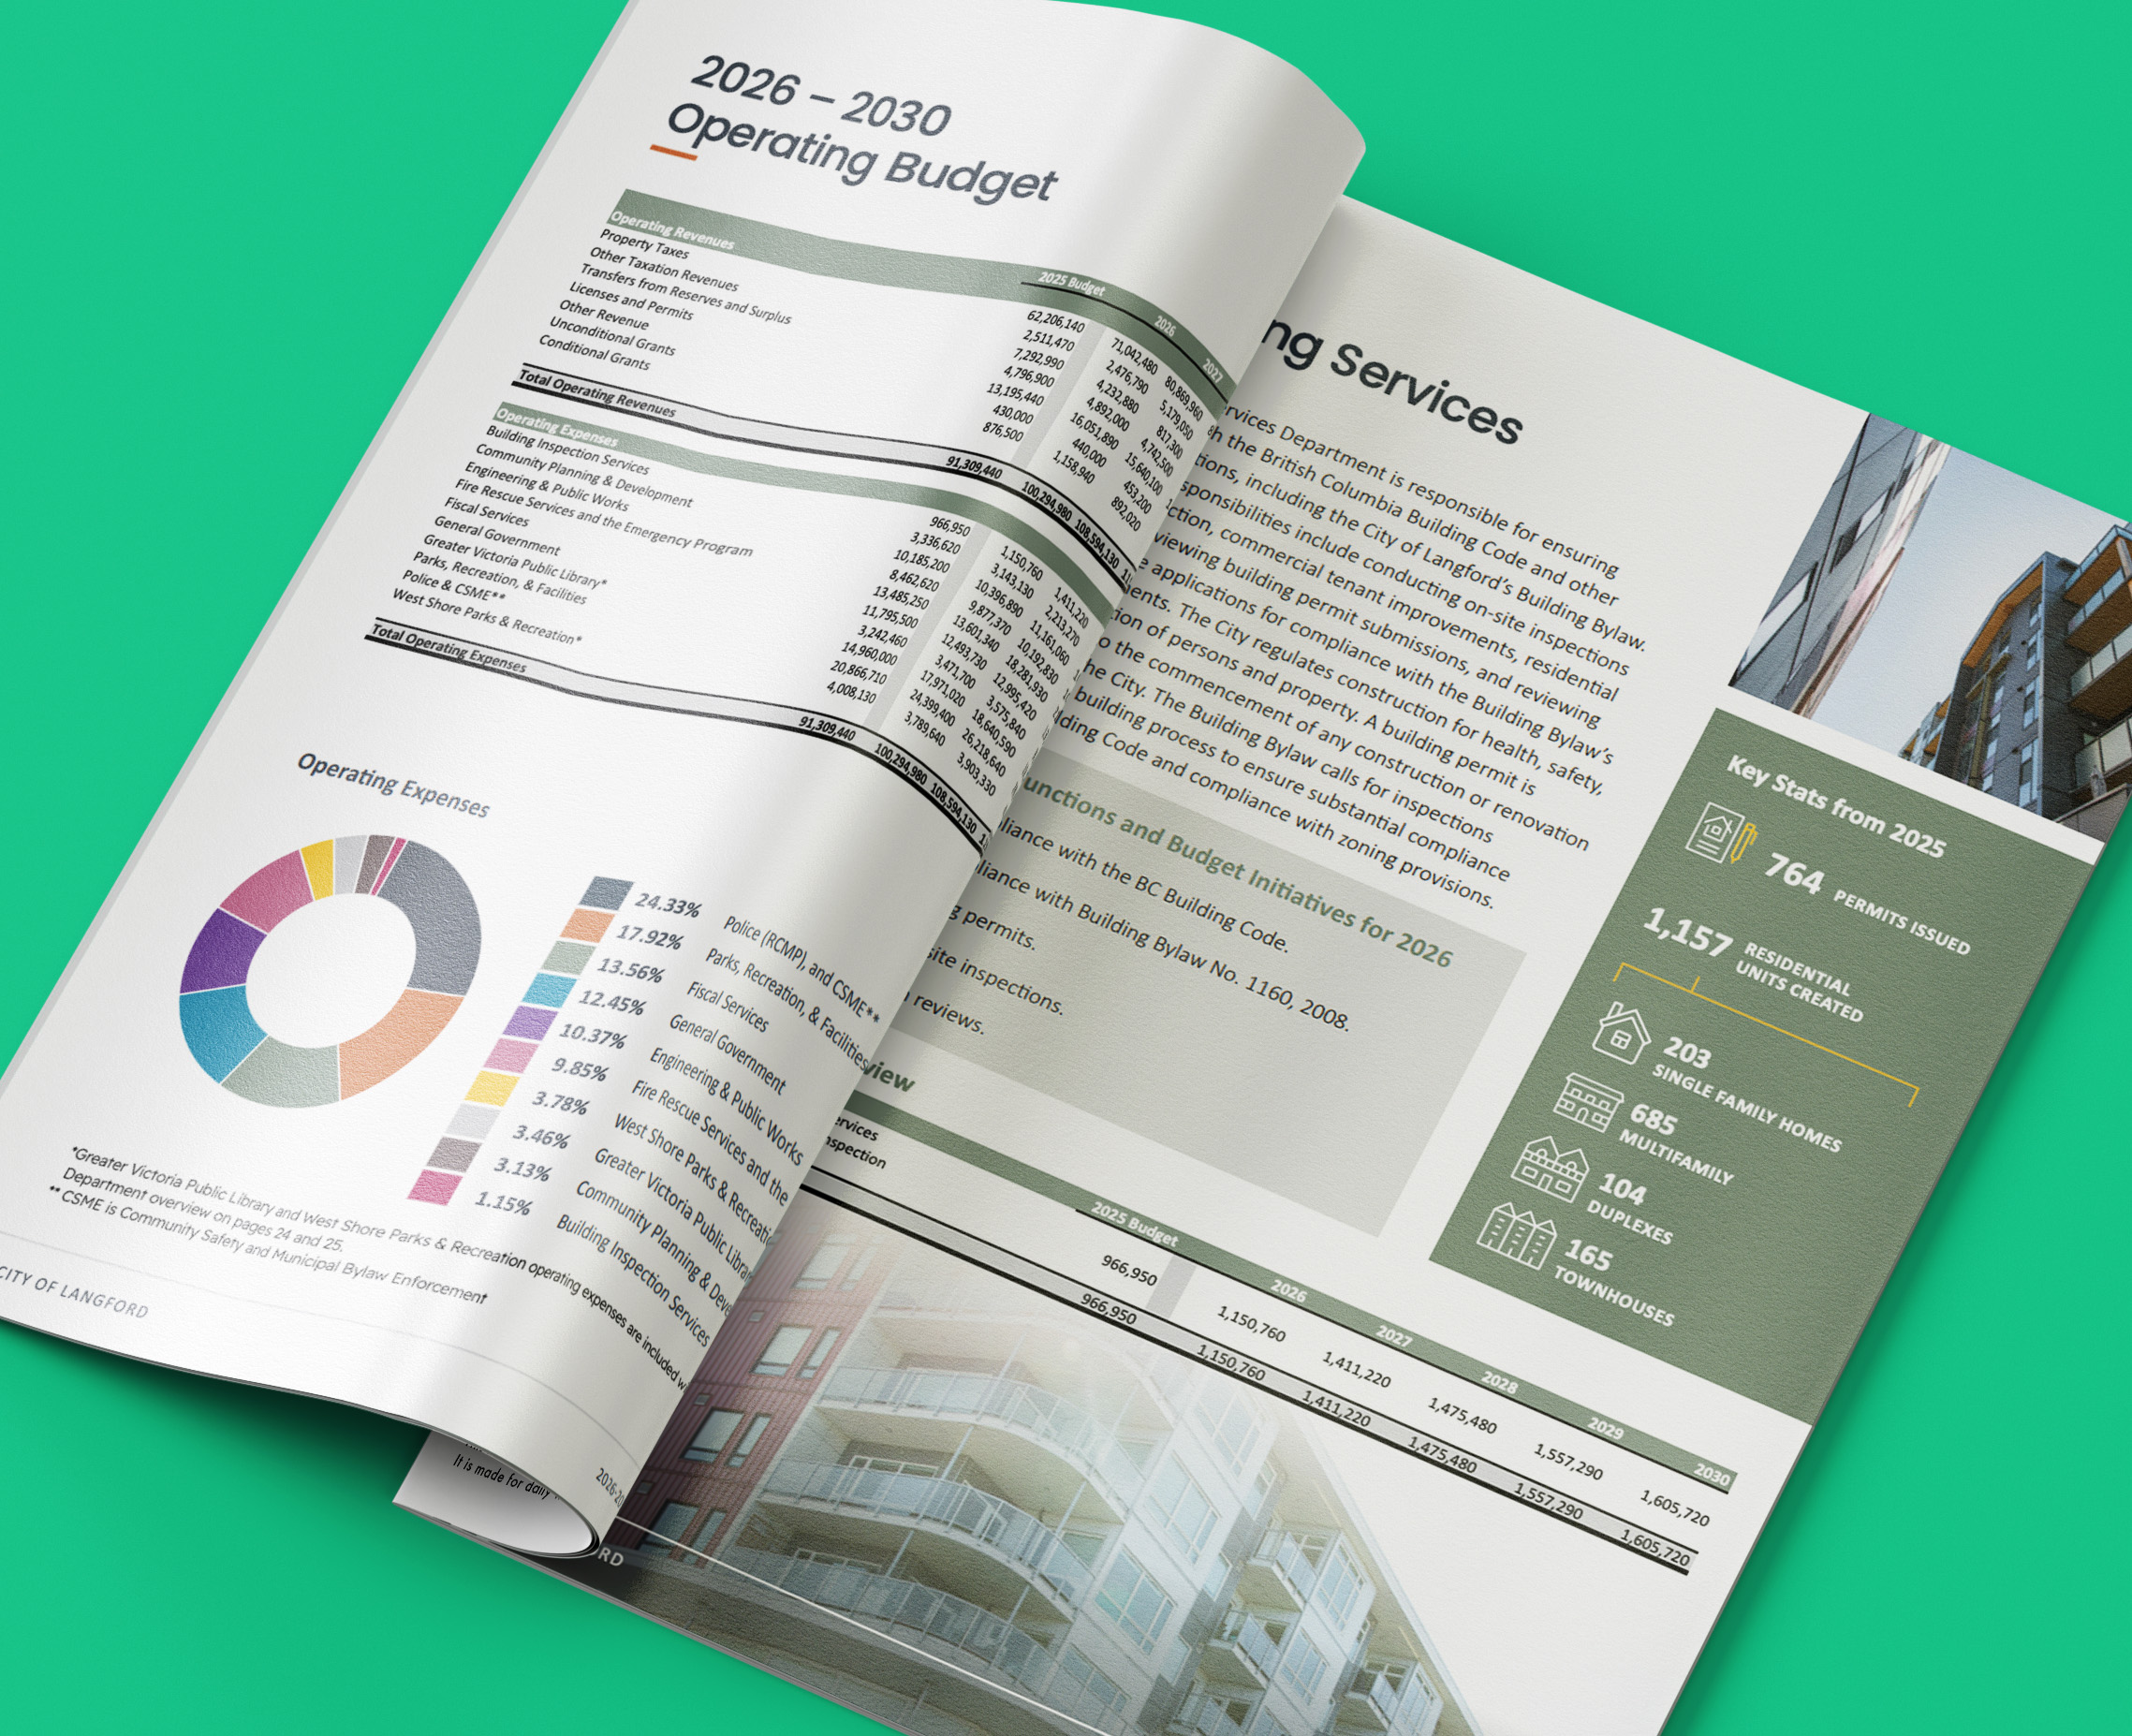 2026 – 2030
Operating Budget
Operating Revenues 2025 Budget 2026 2027
Property Taxes 62,206,140 71,042,480 80,869,960
Other Taxation Revenues 2,511,470 2,476,790 5,179,050
Transfers from Reserves and Surplus 7,292,990 4,232,880 817,300
Licenses and Permits 4,796,900 4,892,000 4,742,500
Other Revenue 13,195,440 16,051,890 15,640,100
Unconditional Grants 430,000 440,000 453,200
Conditional Grants 876,500 1,158,940 892,020
Total Operating Revenues 91,309,440 100,294,980 108,594,130
Operating Expenses
Building Inspection Services 966,950 1,150,760 1,411,220
Community Planning & Development 3,336,620 3,143,130 2,213,270
Engineering & Public Works 10,185,200 10,396,890 11,161,060
Fire Rescue Services and the Emergency Program 8,462,620 9,877,370 10,192,830
Fiscal Services 13,485,250 13,601,340 18,281,930
General Government 11,795,500 12,493,730 12,995,420
Greater Victoria Public Library* 3,242,460 3,471,700 3,575,840
Parks, Recreation, & Facilities 14,960,000 17,971,020 18,640,590
Police & CSME** 20,866,710 24,399,400 26,218,640
West Shore Parks & Recreation* 4,008,130 3,789,640 3,903,330
Total Operating Expenses 91,309,440 100,294,980 108,594,130
Operating Expenses
24.33% Police (RCMP), and CSME**
17.92% Parks, Recreation, & Facilities
13.56% Fiscal Services
12.45% General Government
10.37% Engineering & Public Works
9.85% Fire Rescue Services and the
3.78% West Shore Parks & Recreatio
3.46% Greater Victoria Public Librar
3.13% Community Planning & Deve
1.15% Building Inspection Services
*Greater Victoria Public Library and West Shore Parks & Recreation operating expenses are included w
Department overview on pages 24 and 25.
** CSME is Community Safety and Municipal Bylaw Enforcement
CITY OF LANGFORD
2026-20
It is made for daily
ng Services
rvices Department is responsible for ensuring
h the British Columbia Building Code and other
tions, including the City of Langford's Building Bylaw.
sponsibilities include conducting on-site inspections
ction, commercial tenant improvements, residential
viewing building permit submissions, and reviewing
e applications for compliance with the Building Bylaw's
ents. The City regulates construction for health, safety,
tion of persons and property. A building permit is
o the commencement of any construction or renovation
he City. The Building Bylaw calls for inspections
building process to ensure substantial compliance
lding Code and compliance with zoning provisions.
unctions and Budget Initiatives for 2026
liance with the BC Building Code.
liance with Building Bylaw No. 1160, 2008.
g permits.
site inspections.
reviews.
view
2025 Budget 2026 2027 2028 2029 2030
ervices
nspection 966,950 1,150,760 1,411,220 1,475,480 1,557,290 1,605,720
966,950 1,150,760 1,411,220 1,475,480 1,557,290 1,605,720
Key Stats from 2025
764 PERMITS ISSUED
1,157 RESIDENTIAL
UNITS CREATED
203
SINGLE FAMILY HOMES
685
MULTIFAMILY
104
DUPLEXES
165
TOWNHOUSES
ORD